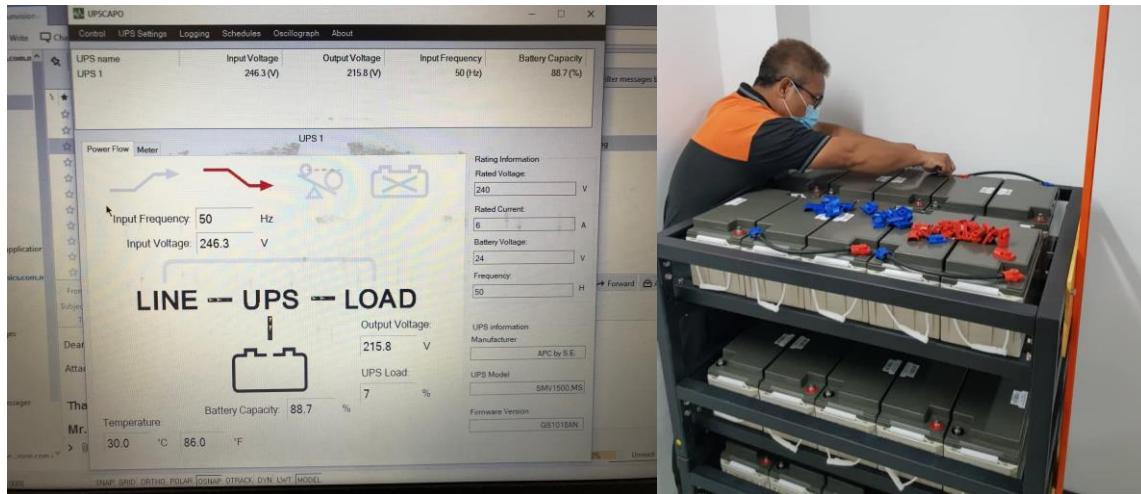 UPSCAPO
Control UPS Settings Logging Schedules Oscillograph About
UPS name Input Voltage Output Voltage Input Frequency Battery Capacity
UPS 1 246.3 (V) 215.8 (V) 50 (Hz) 88.7 (%)
UPS 1
Power Flow Meter
Rating Information
Rated Voltage:
240 V
Rated Current:
6 A
Battery Voltage:
24 V
Frequency:
50 H
Input Frequency: 50 Hz
Input Voltage: 246.3 V
LINE UPS LOAD
Output Voltage:
215.8 V
UPS Load:
7 %
Battery Capacity: 88.7 %
Temperature:
30.0 °C 86.0 °F
UPS information
Manufacturer
APC by S.E.
UPS Model
SMV1500.MS
Firmware Version
Write
Forward
SNAP GRID ORTHO POLAR OSNAP OTRACK DYN LWT MODEL